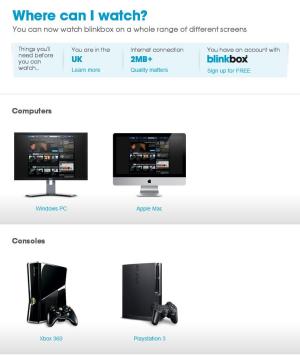 Where can I watch?
You can now watch blinkbox on a whole range of different screens
Things you'll
need before
you can
watch...
You are in the
UK
Learn more
Internet connection
2MB+
Quality matters
You have an account with
blinkbox
Sign up for FREE
Computers
Windows PC
Apple Mac
Consoles
Xbox 360
Playstation 3